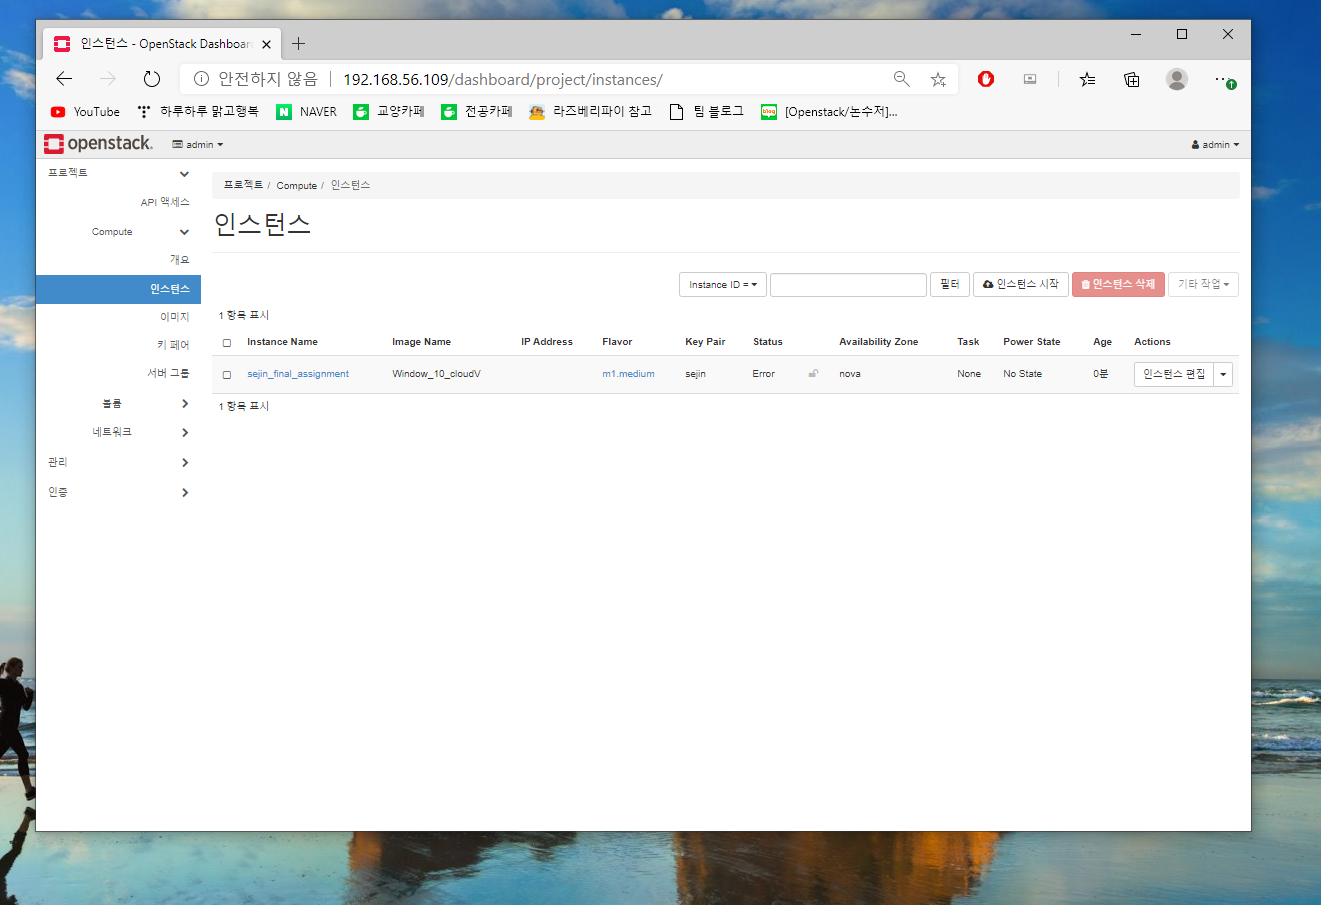 인스턴스 - OpenStack Dashboar
안전하지 않음 192.168.56.109/dashboard/project/instances/
YouTube 하루하루 맑고행복 NAVER 교양카페 전공카페 라즈베리파이 참고 팀 블로그 [Openstack/논수저]...
openstack. admin admin
프로젝트
API 액세스
Compute
개요
인스턴스
이미지
키 페어
서버 그룹
볼륨
네트워크
관리
인증
프로젝트 / Compute / 인스턴스
인스턴스
Instance ID = 필터 인스턴스 시작 인스턴스 삭제 기타 작업
1 항목 표시
Instance Name Image Name IP Address Flavor Key Pair Status Availability Zone Task Power State Age Actions
sejin_final_assignment Window_10_cloudV m1.medium sejin Error nova None No State 0분 인스턴스 편집
1 항목 표시